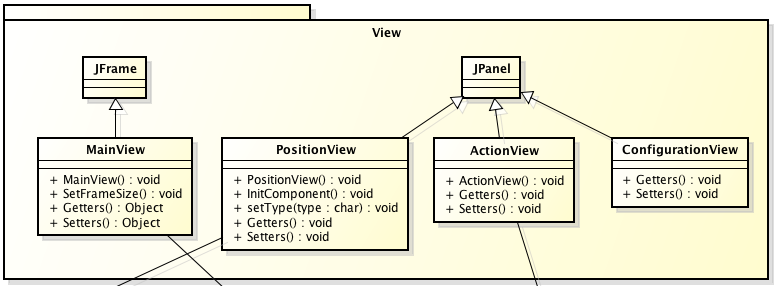 View
JFrame
JPanel
MainView
+ MainView() : void
+ SetFrameSize() : void
+ Getters() : Object
+ Setters() : Object
PositionView
+ PositionView() : void
+ InitComponent() : void
+ setType(type : char) : void
+ Getters() : void
+ Setters() : void
ActionView
+ ActionView() : void
+ Getters() : void
+ Setters() : void
ConfigurationView
+ Getters() : void
+ Setters() : void